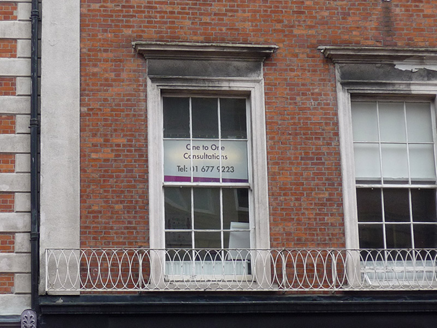 One to One
Consultations
Tel: 01 677 9223